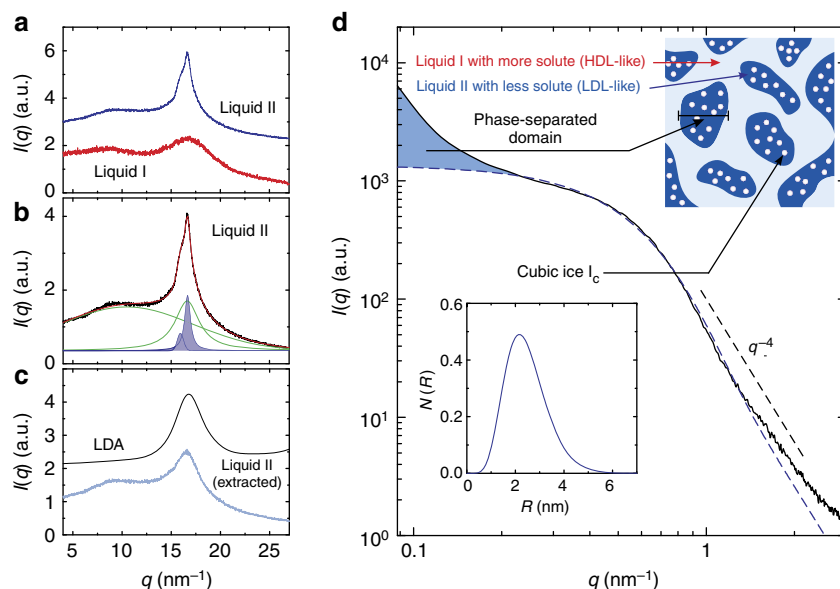 a
6
4
2
0
I(q) (a.u.)
Liquid II
Liquid I
b
4
2
0
I(q) (a.u.)
Liquid II
c
5
4
3
2
1
0
I(q) (a.u.)
LDA
Liquid II
(extracted)
5
10
15
20
25
q (nm⁻¹)
d
10⁴
10³
10²
10¹
10⁰
I(q) (a.u.)
Liquid I with more solute (HDL-like)
Liquid II with less solute (LDL-like)
Phase-separated
domain
Cubic ice I꜀
q⁻⁴
0.6
0.4
0.2
0.0
N (R)
0
2
4
6
R (nm)
0.1
1
q (nm⁻¹)